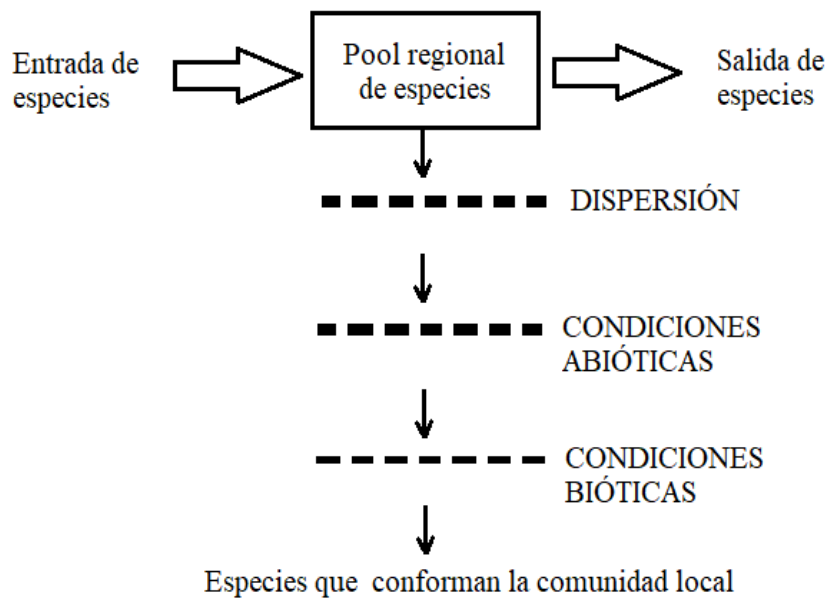 Entrada de
especies
Pool regional
de especies
Salida de
especies
DISPERSIÓN
CONDICIONES
ABIÓTICAS
CONDICIONES
BIÓTICAS
Especies que conforman la comunidad local